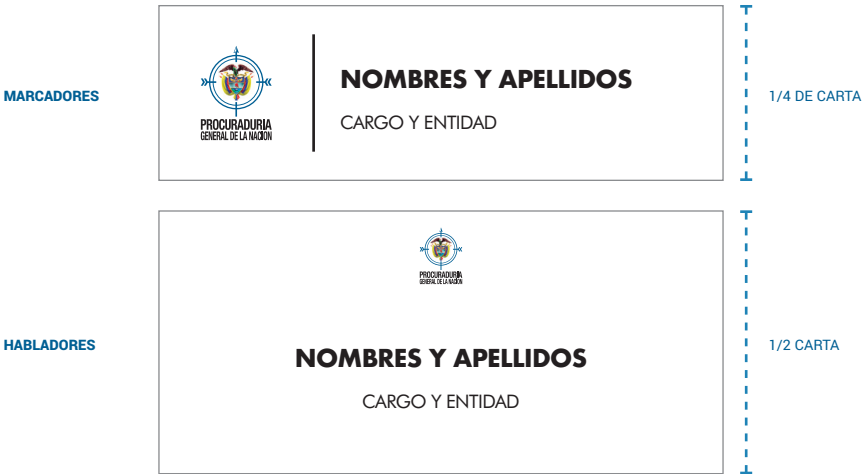 MARCADORES
PROCURADURIA
GENERAL DE LA NACION
NOMBRES Y APELLIDOS
CARGO Y ENTIDAD
1/4 DE CARTA
PROCURADURIA
GENERAL DE LA NACION
HABLADORES
NOMBRES Y APELLIDOS
CARGO Y ENTIDAD
1/2 CARTA